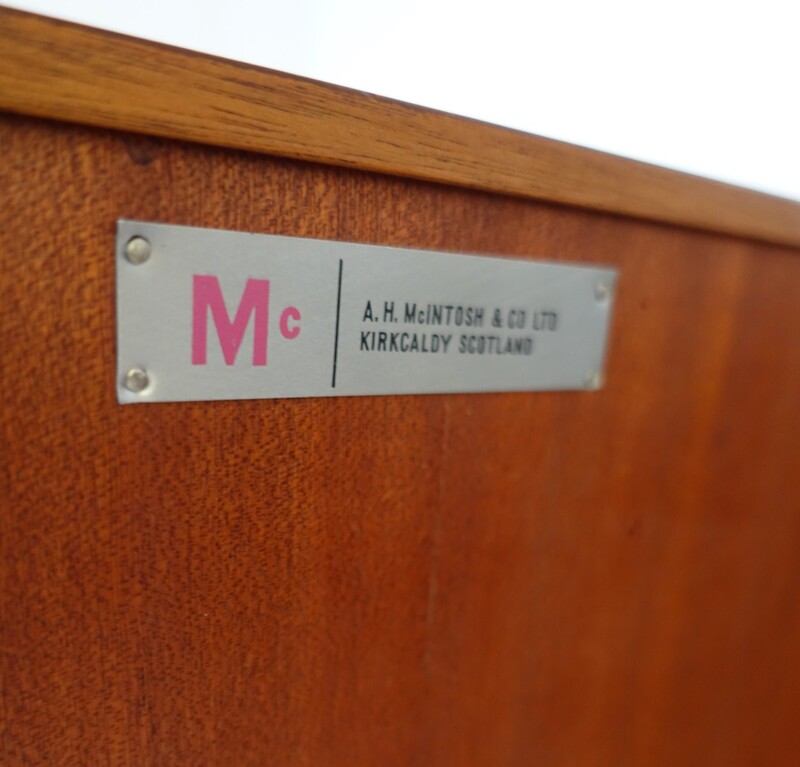 Mc
A. H. McINTOSH & CO LTD
KIRKCALDY SCOTLAND